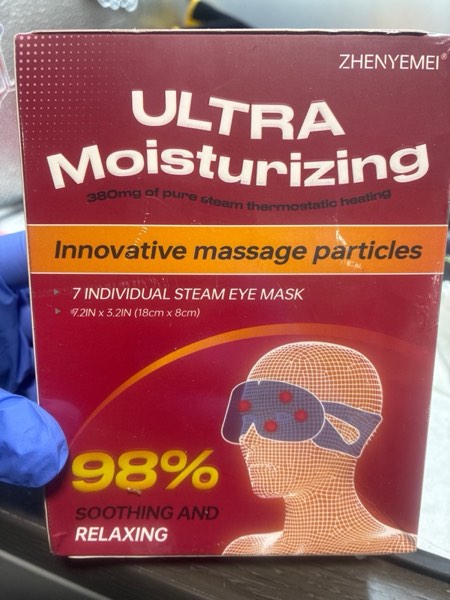 ZHENYEMEI®
ULTRA
Moisturizing
380mg of pure steam thermostatic heating
Innovative massage particles
7 INDIVIDUAL STEAM EYE MASK
7.2IN x 3.2IN (18cm x 8cm)
98%
SOOTHING AND
RELAXING